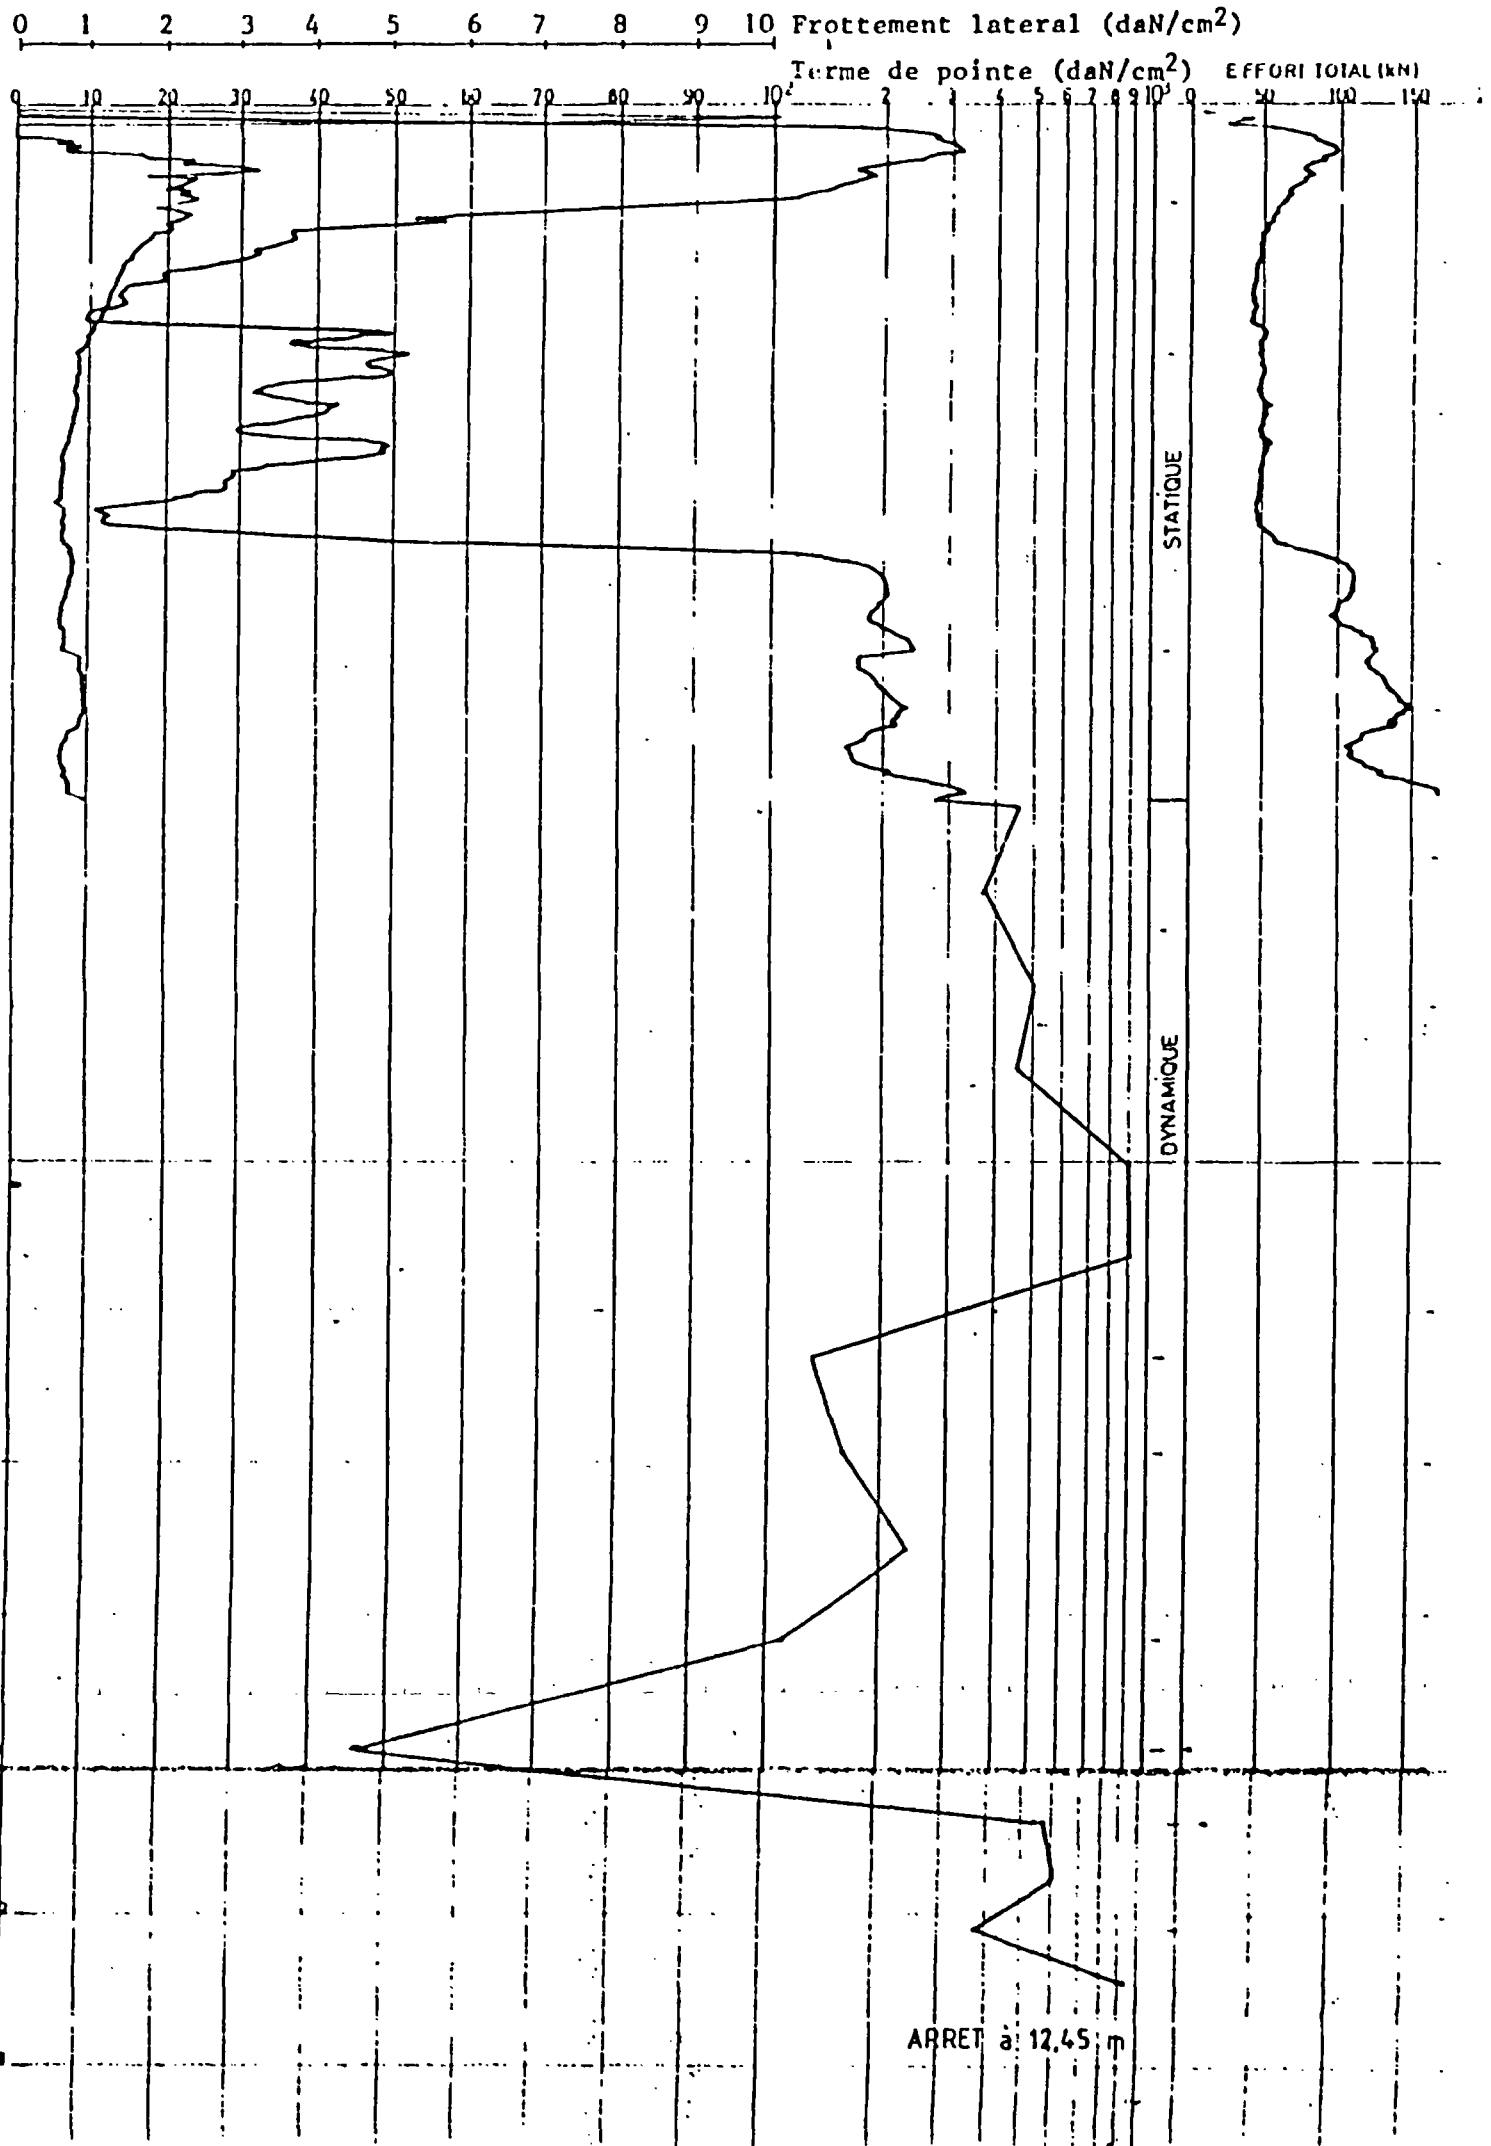 0 1 2 3 4 5 6 7 8 9 10 Frottement lateral (daN/cm²)
Terme de pointe (daN/cm²) EFFORT TOTAL (kN)
0 10 20 30 40 50 60 70 80 90 10² 2 3 4 5 6 7 8 9 10³ 0 50 100 150
STATIQUE
DYNAMIQUE
ARRET à 12,45 m